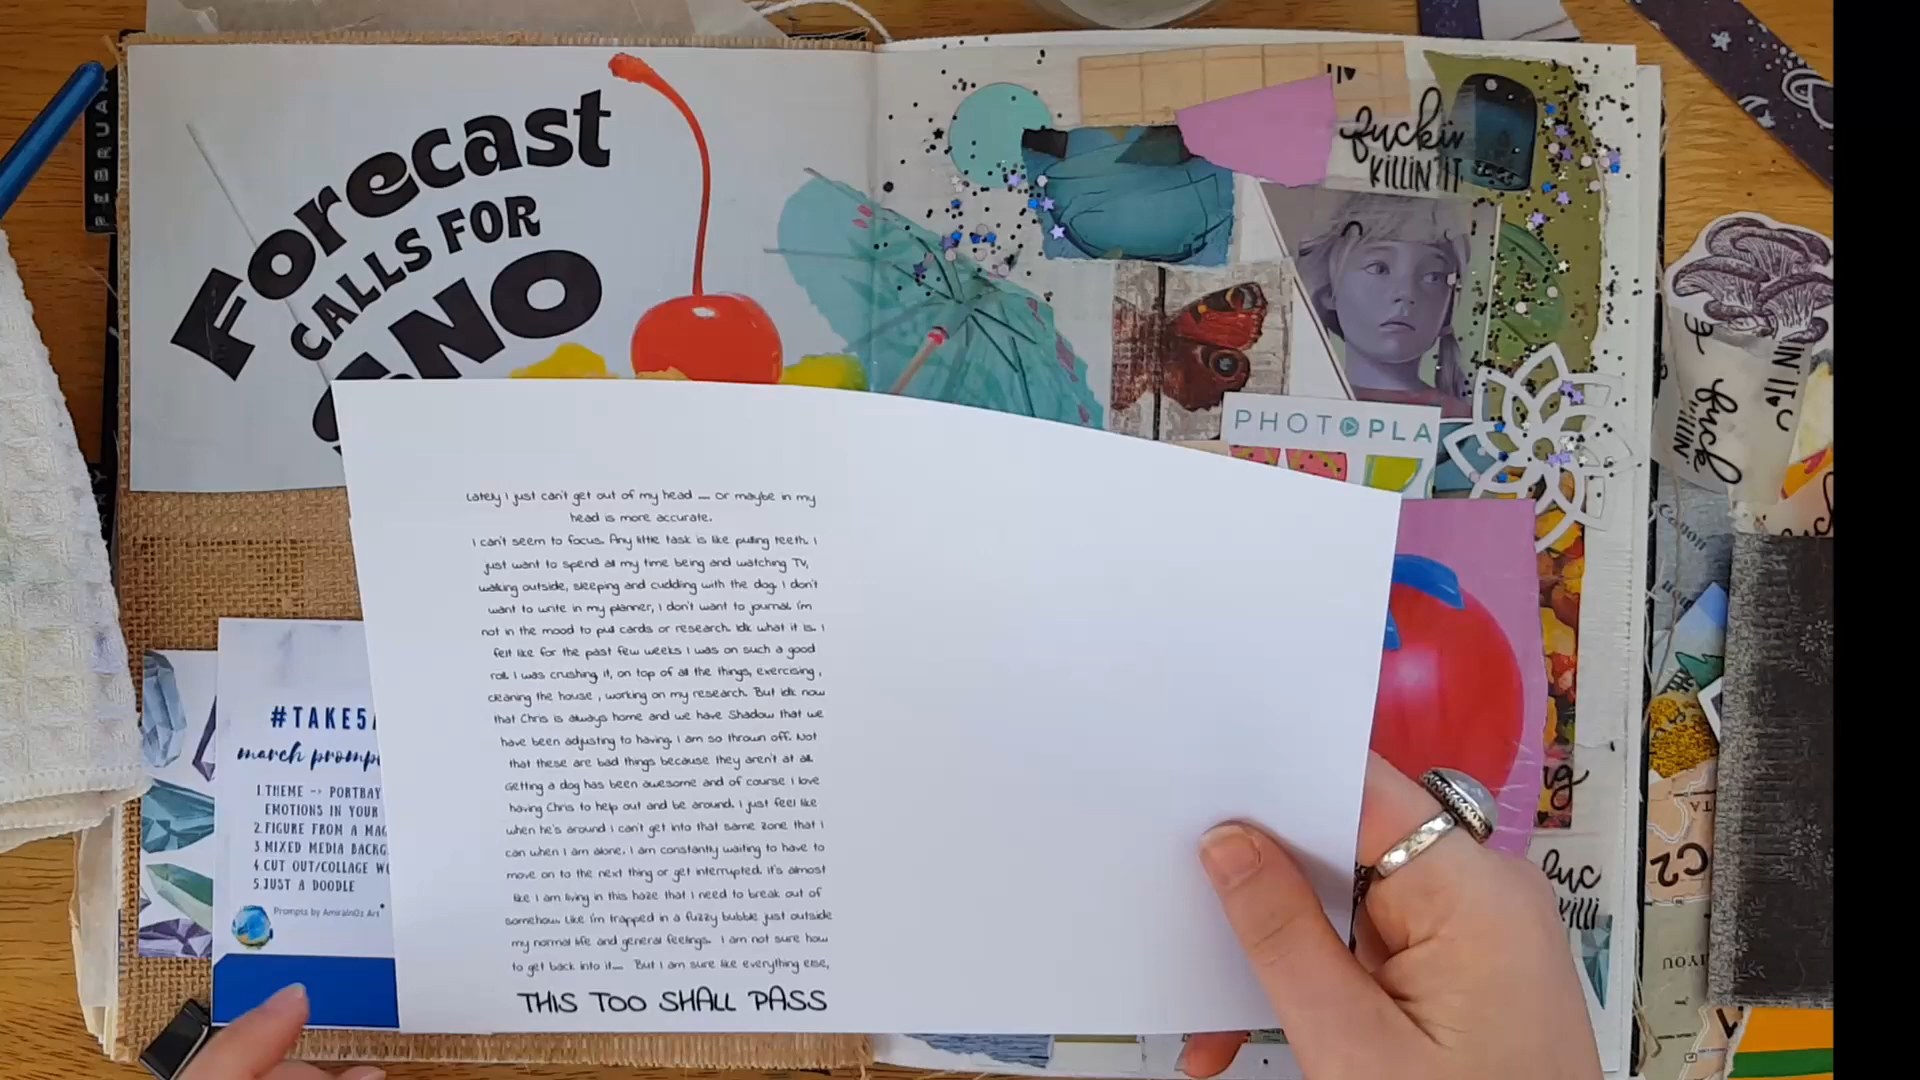 FEBRUAR
Forecast
CALLS FOR
fuckin
KILLIN' IT
PHOTOPLA
Lately I just can't get out of my head .... or maybe in my
head is more accurate.
I can't seem to focus. Any little task is like pulling teeth. I
just want to spend all my time being and watching TV,
walking outside, sleeping and cuddling with the dog. I don't
want to write in my planner, I don't want to journal. I'm
not in the mood to pull cards or research. Idk what it is. I
felt like for the past few weeks I was on such a good
roll. I was crushing it, on top of all the things, exercising,
cleaning the house , working on my research. But idk now
that Chris is always home and we have Shadow that we
have been adjusting to having. I am so thrown off. Not
that these are bad things because they aren't at all.
Getting a dog has been awesome and of course I love
having Chris to help out and be around. I just feel like
when he's around I can't get into that same zone that I
can when I am alone. I am constantly waiting to have to
move on to the next thing or get interrupted. It's almost
like I am living in this haze that I need to break out of
somehow. Like I'm trapped in a fuzzy bubble just outside
my normal life and general feelings. I am not sure how
to get back into it.... But I am sure like everything else,
THIS TOO SHALL PASS
#TAKE5
march promp
1.THEME -> PORTRAY
EMOTIONS IN YOUR
2.FIGURE FROM A MAG
3.MIXED MEDIA BACKG
4.CUT OUT/COLLAGE WO
5.JUST A DOODLE
Prompts by AmiraInOz Art
fuck
KILLIN'
Canon
C2
YOU